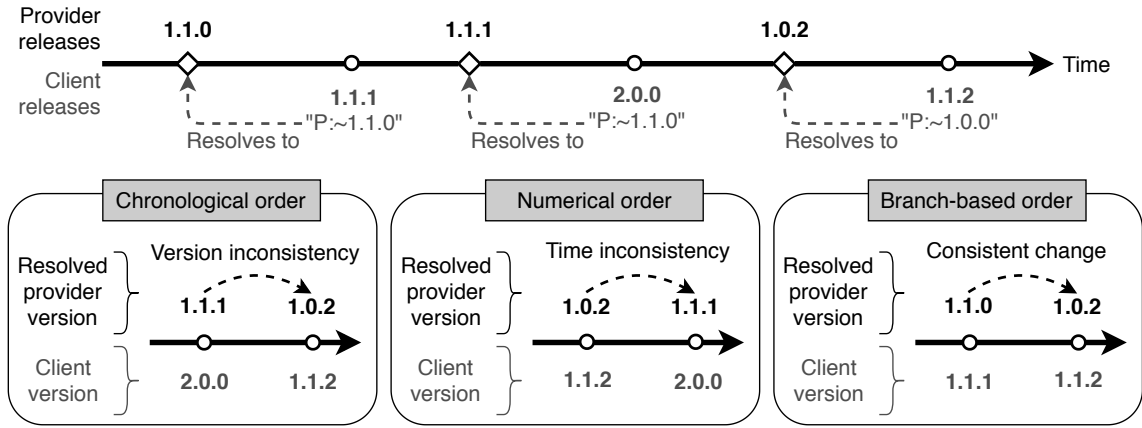 Provider
releases
1.1.0
1.1.1
1.0.2
Time
Client
releases
1.1.1
2.0.0
1.1.2
"P:~1.1.0"
"P:~1.1.0"
"P:~1.0.0"
Resolves to
Resolves to
Resolves to
Chronological order
Version inconsistency
Resolved
provider
version
1.1.1
1.0.2
Client
version
2.0.0
1.1.2
Numerical order
Time inconsistency
Resolved
provider
version
1.0.2
1.1.1
Client
version
1.1.2
2.0.0
Branch-based order
Consistent change
Resolved
provider
version
1.1.0
1.0.2
Client
version
1.1.1
1.1.2